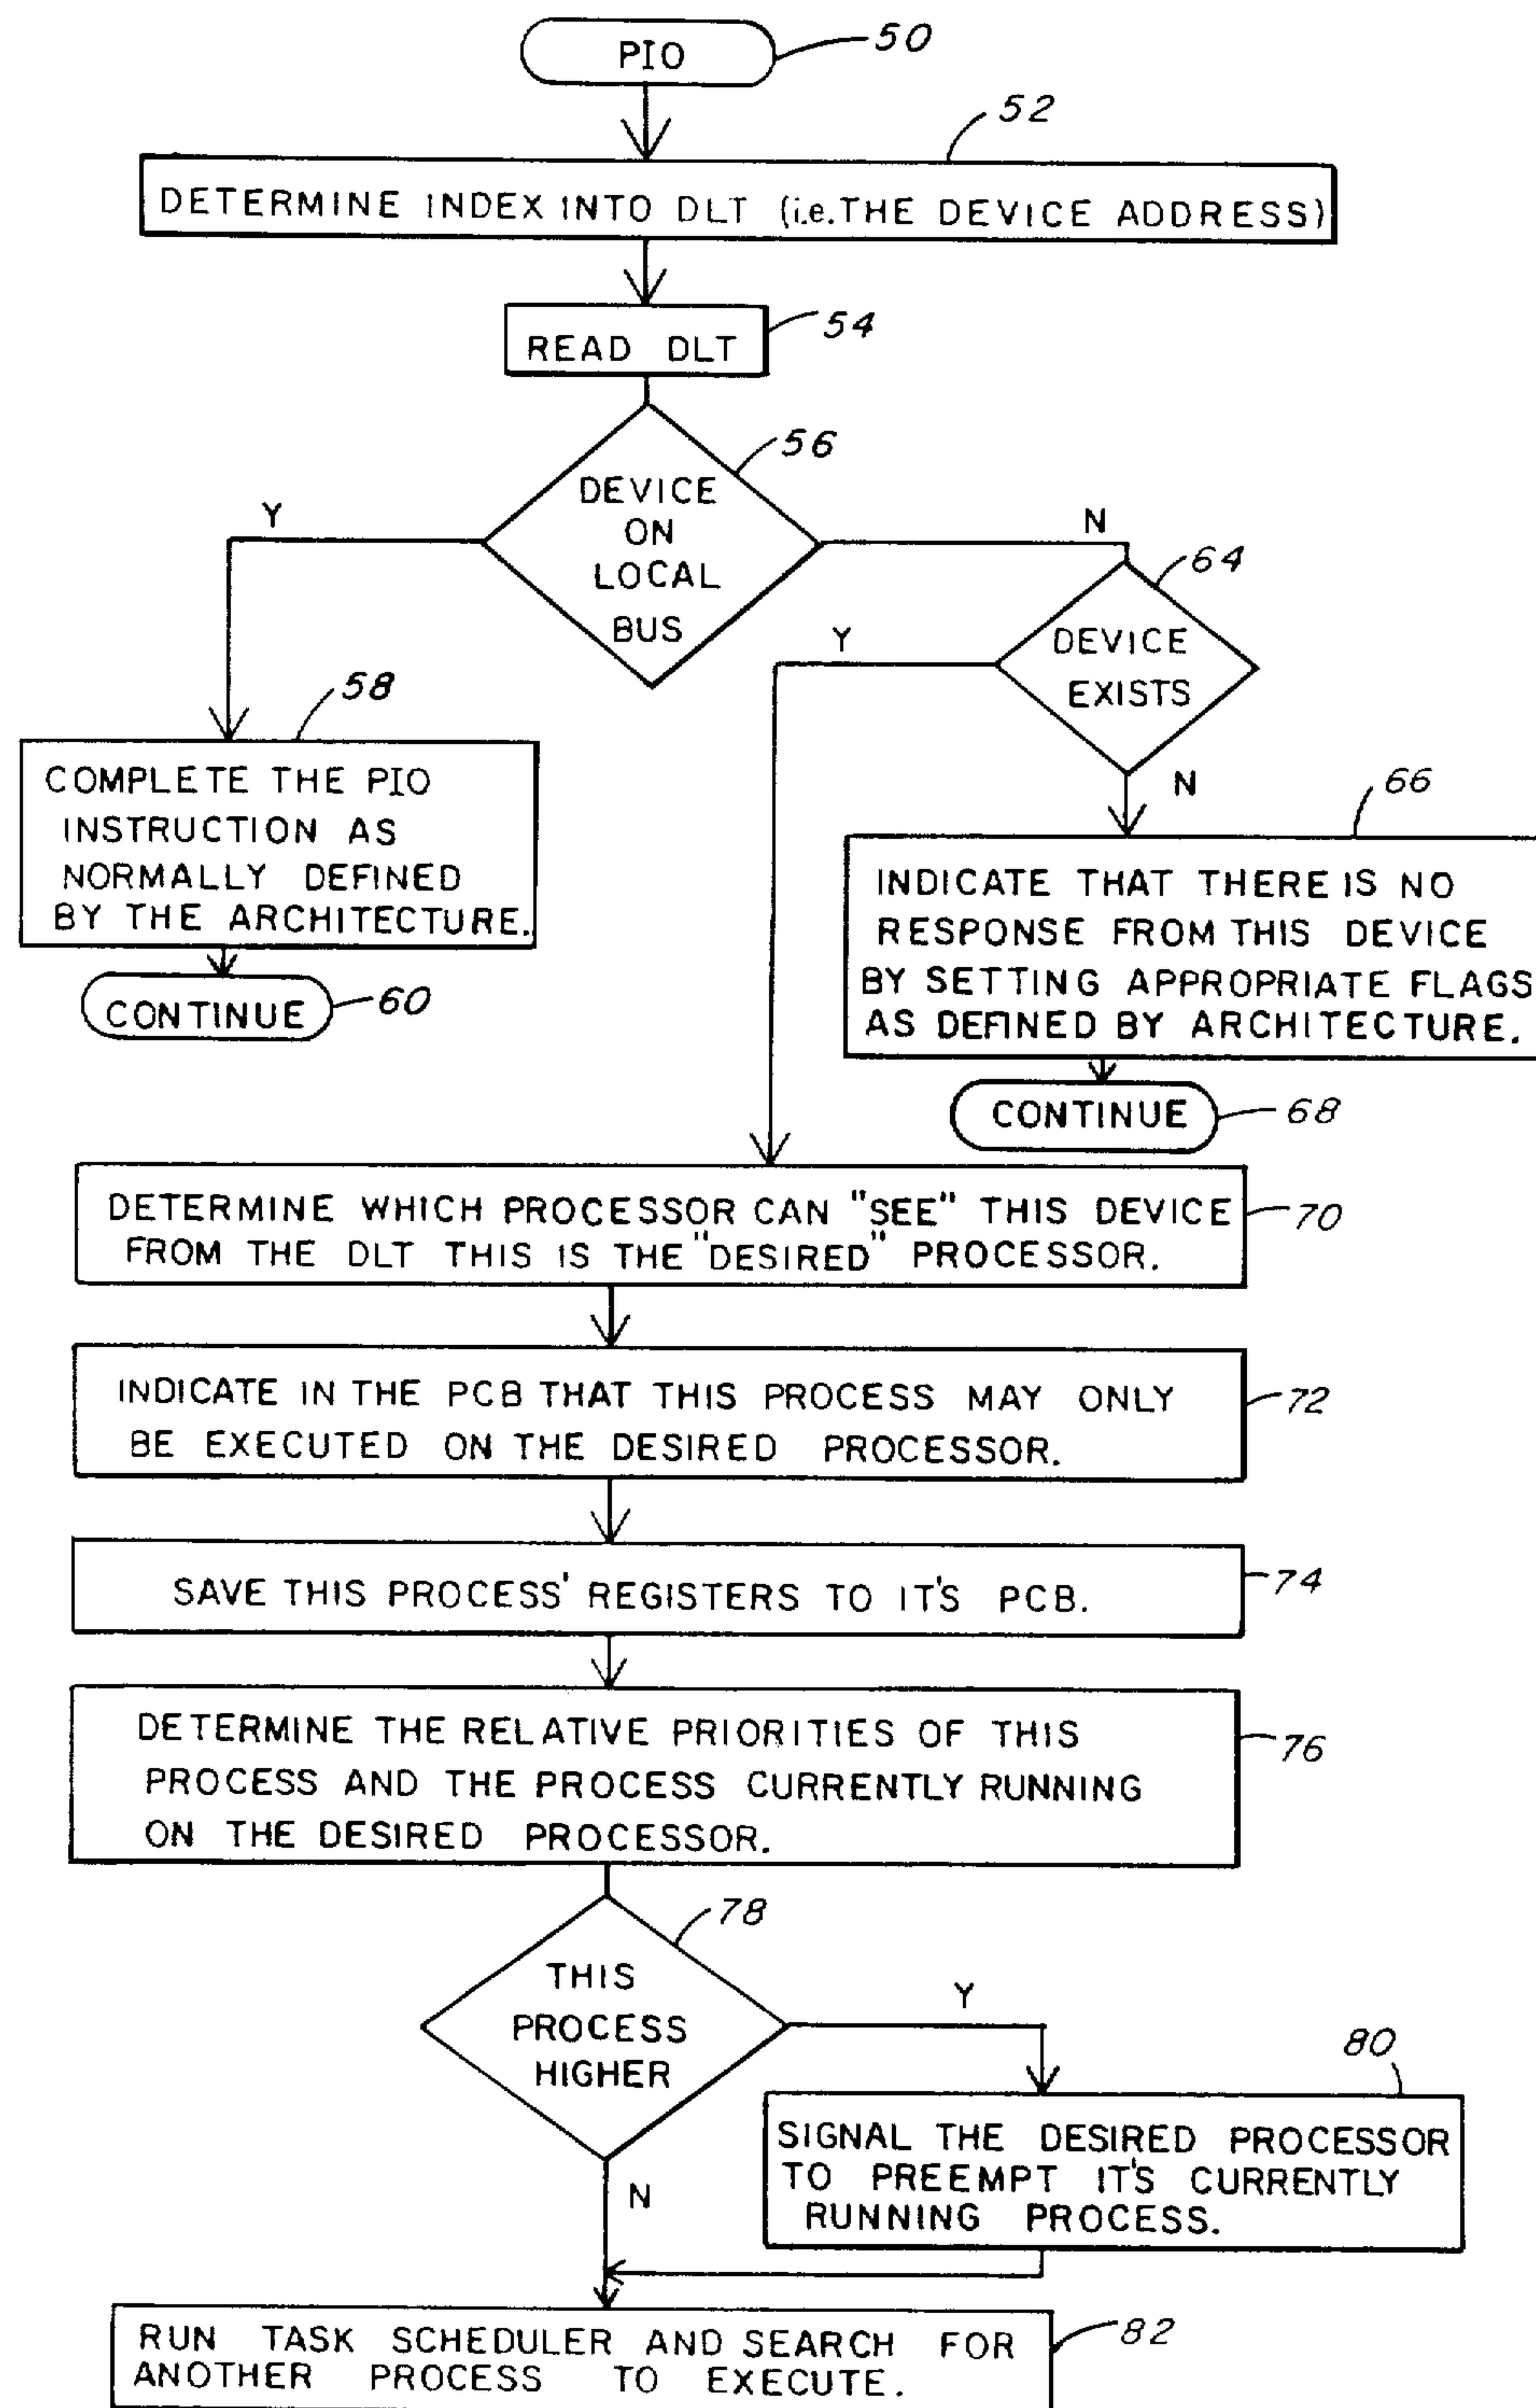 PIO
50
52
DETERMINE INDEX INTO DLT (i.e.THE DEVICE ADDRESS)
54
READ DLT
56
DEVICE
ON
LOCAL
BUS
Y
N
64
DEVICE
EXISTS
Y
N
58
COMPLETE THE PIO
INSTRUCTION AS
NORMALLY DEFINED
BY THE ARCHITECTURE.
CONTINUE
60
66
INDICATE THAT THERE IS NO
RESPONSE FROM THIS DEVICE
BY SETTING APPROPRIATE FLAGS
AS DEFINED BY ARCHITECTURE.
CONTINUE
68
DETERMINE WHICH PROCESSOR CAN "SEE" THIS DEVICE
FROM THE DLT THIS IS THE "DESIRED" PROCESSOR.
70
INDICATE IN THE PCB THAT THIS PROCESS MAY ONLY
BE EXECUTED ON THE DESIRED PROCESSOR.
72
SAVE THIS PROCESS' REGISTERS TO IT'S PCB.
74
DETERMINE THE RELATIVE PRIORITIES OF THIS
PROCESS AND THE PROCESS CURRENTLY RUNNING
ON THE DESIRED PROCESSOR.
76
78
THIS
PROCESS
HIGHER
Y
N
80
SIGNAL THE DESIRED PROCESSOR
TO PREEMPT IT'S CURRENTLY
RUNNING PROCESS.
RUN TASK SCHEDULER AND SEARCH FOR
ANOTHER PROCESS TO EXECUTE.
82